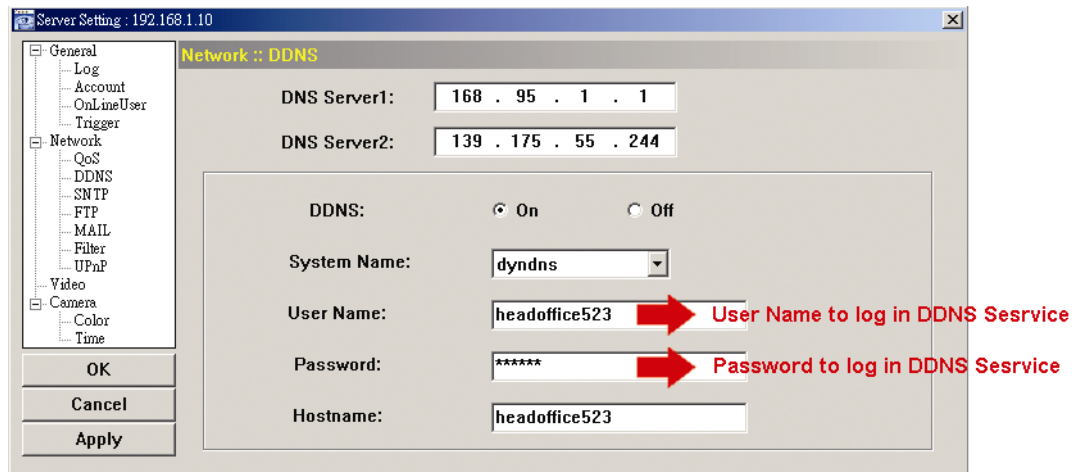 Server Setting : 192.168.1.10
General
Log
Account
OnLineUser
Trigger
Network
QoS
DDNS
SNTP
FTP
MAIL
Filter
UPnP
Video
Camera
Color
Time
OK
Cancel
Apply
Network :: DDNS
DNS Server1: 168 . 95 . 1 . 1
DNS Server2: 139 . 175 . 55 . 244
DDNS: On Off
System Name: dyndns
User Name: headoffice523 User Name to log in DDNS Sesrvice
Password: ****** Password to log in DDNS Sesrvice
Hostname: headoffice523